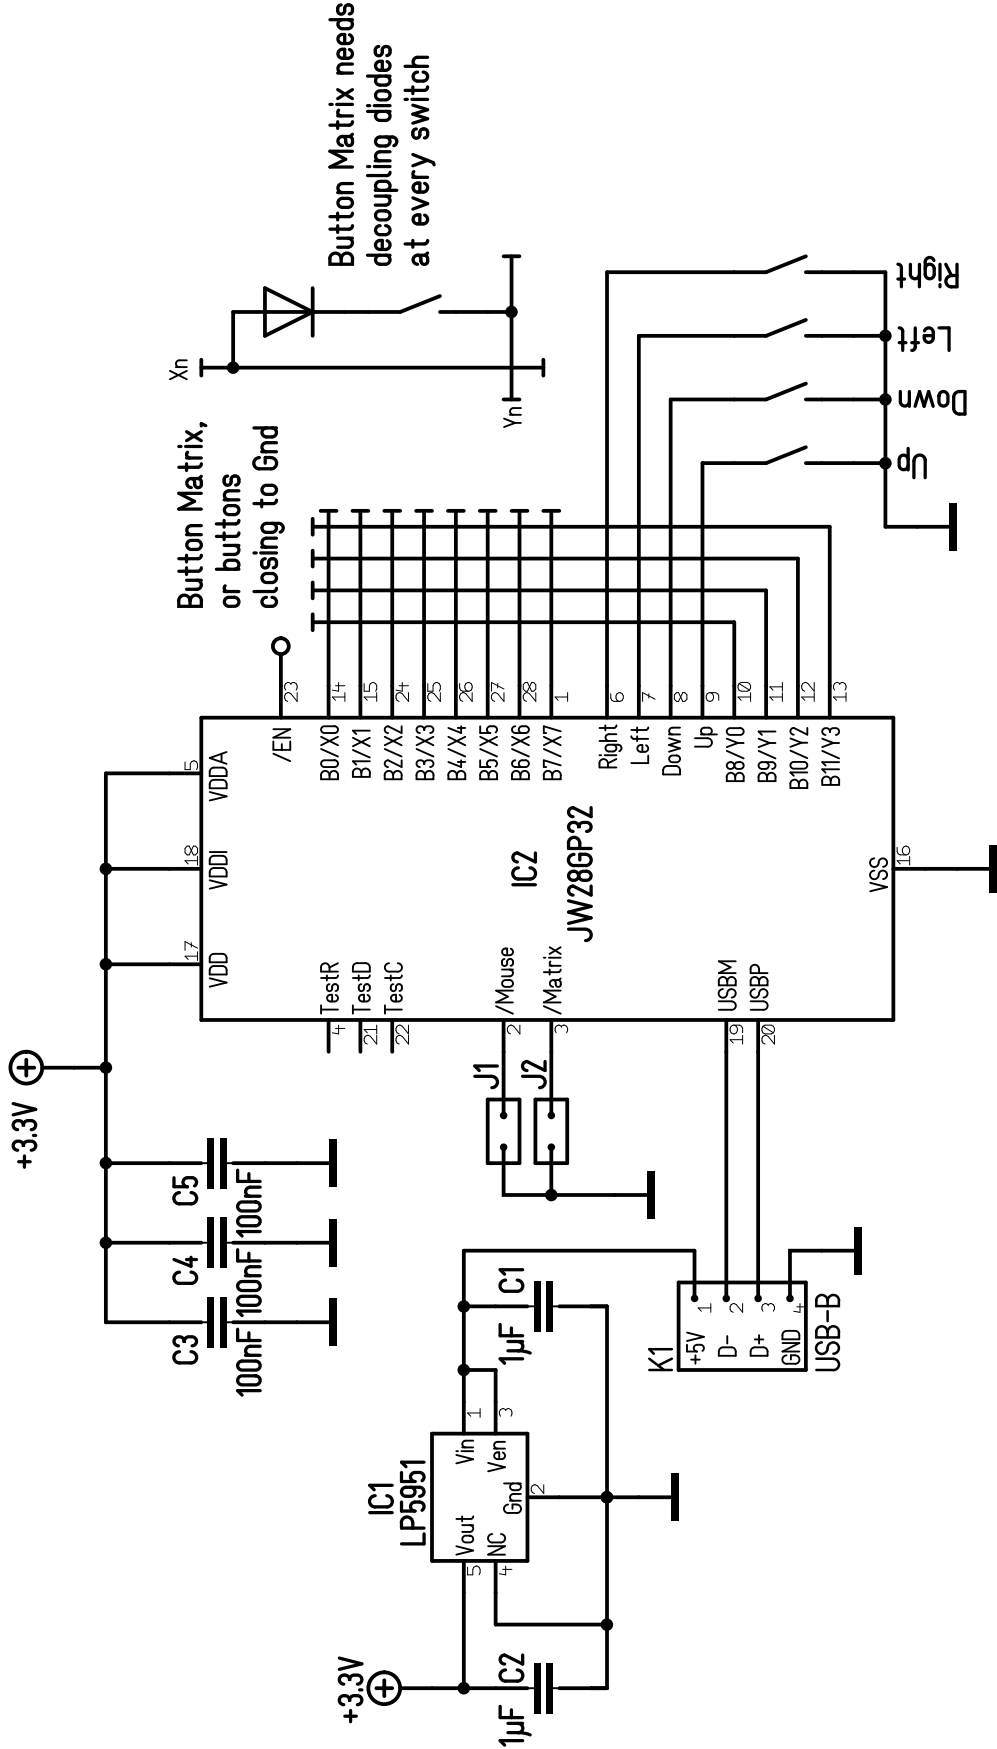 +3.3V
C3
100nF
C4
100nF
C5
100nF
17
VDD
18
VDDI
5
VDDA
/EN
23
Button Matrix,
or buttons
closing to Gnd
Xn
Yn
Button Matrix needs
decoupling diodes
at every switch
4
TestR
21
TestD
22
TestC
J1
2
/Mouse
J2
3
/Matrix
IC2
JW28GP32
B0/X0
14
B1/X1
15
B2/X2
24
B3/X3
25
B4/X4
26
B5/X5
27
B6/X6
28
B7/X7
1
Right
6
Left
7
Down
8
Up
9
B8/Y0
10
B9/Y1
11
B10/Y2
12
B11/Y3
13
USBM
19
USBP
20
VSS
16
Up
Down
Left
Right
+3.3V
C2
1µF
IC1
LP5951
5
Vout
Vin
1
4
NC
Ven
3
Gnd
2
C1
1µF
K1
+5V
1
D-
2
D+
3
GND
4
USB-B